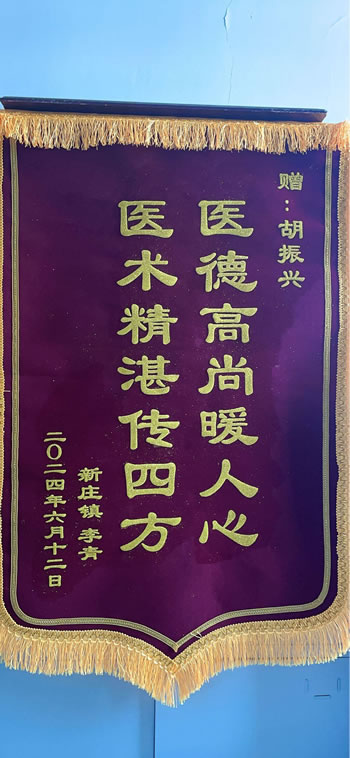 赠：胡振兴
医德高尚暖人心
医术精湛传四方
新庄镇 李青
二〇二四年六月十二日